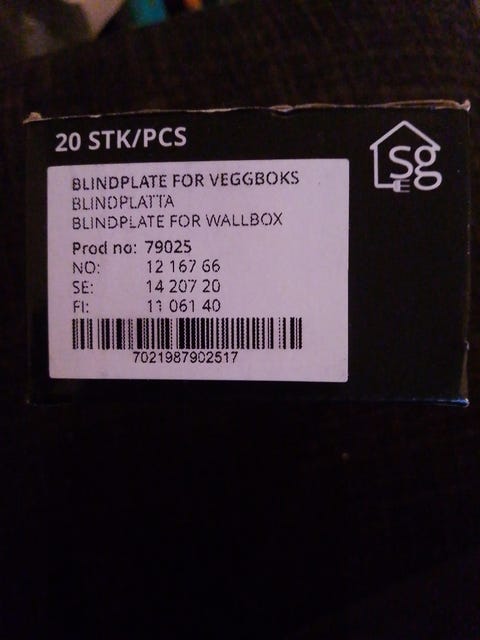 20 STK/PCS
sg
BLINDPLATE FOR VEGGBOKS
BLINDPLATTA
BLINDPLATE FOR WALLBOX
Prod no: 79025
NO: 12 167 66
SE: 14 207 20
FI: 11 061 40
7021987902517